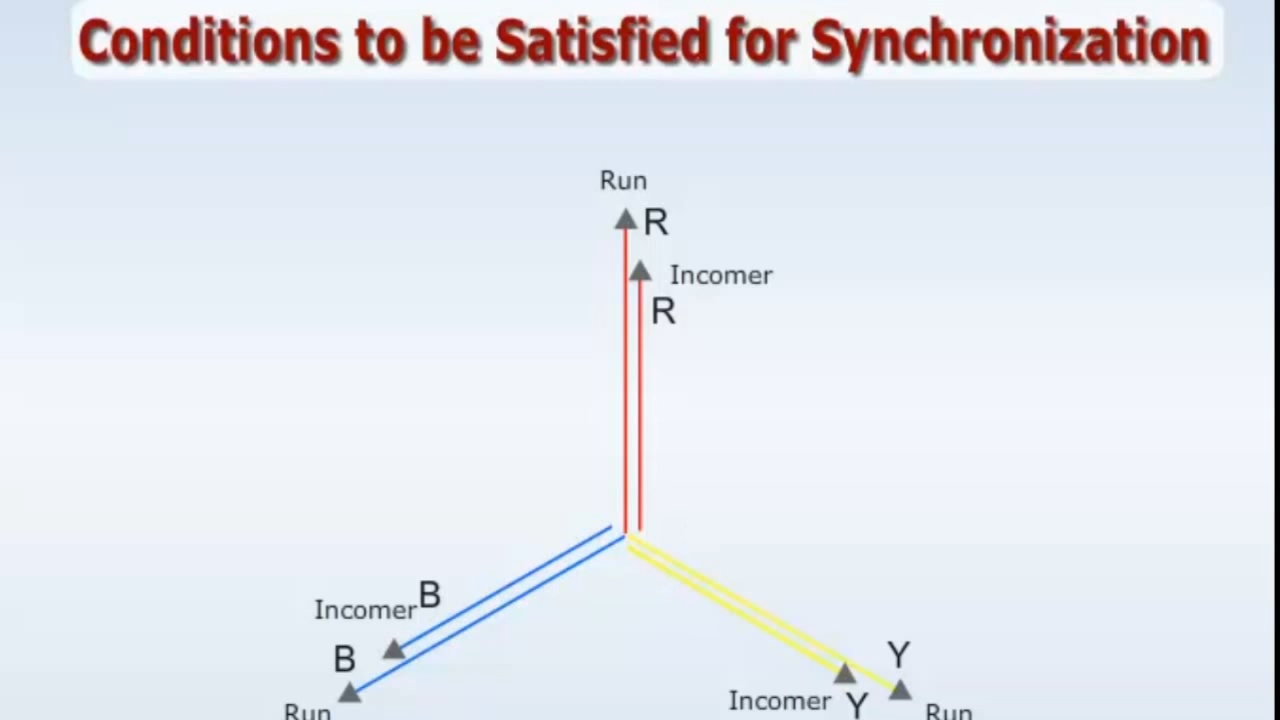 Conditions to be Satisfied for Synchronization
Run
R
Incomer
R
B
Incomer
B
Y
Run
Incomer
Y
Run